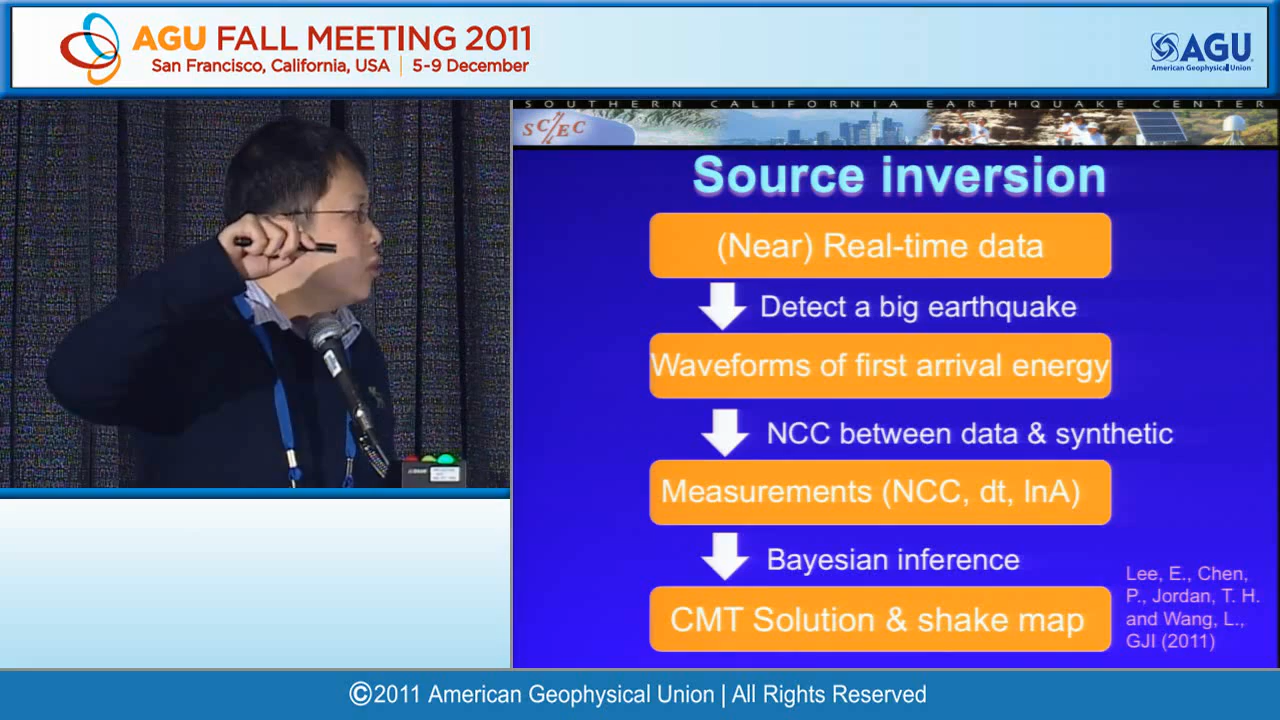 AGU FALL MEETING 2011
San Francisco, California, USA | 5-9 December
AGU
American Geophysical Union
SOUTHERN CALIFORNIA EARTHQUAKE CENTER
SC/EC
Source inversion
(Near) Real-time data
Detect a big earthquake
Waveforms of first arrival energy
NCC between data & synthetic
Measurements (NCC, dt, lnA)
Bayesian inference
CMT Solution & shake map
Lee, E., Chen,
P., Jordan, T. H.
and Wang, L.,
GJI (2011)
©2011 American Geophysical Union | All Rights Reserved